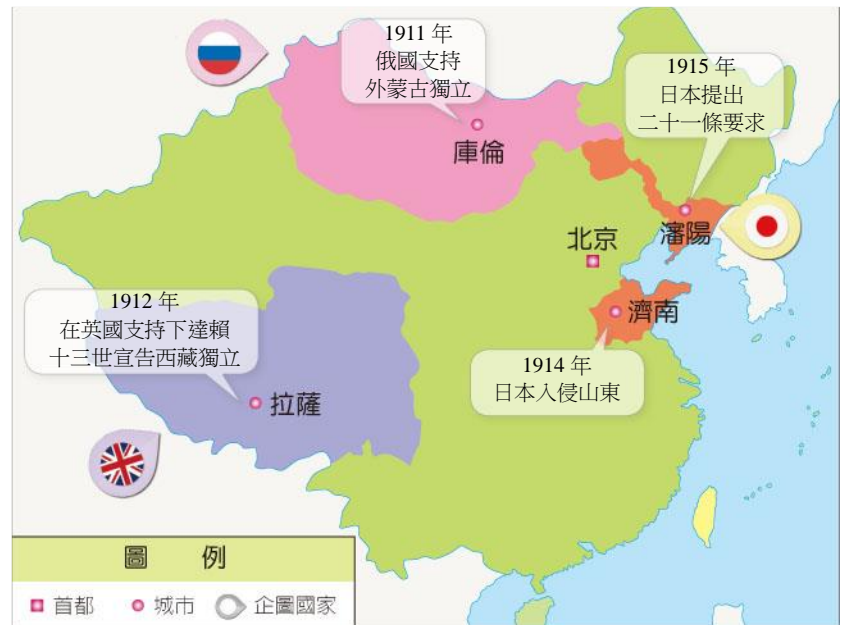 1911 年
俄國支持
外蒙古獨立
1915 年
日本提出
二十一條要求
庫倫
瀋陽
北京
1912 年
在英國支持下達賴
十三世宣告西藏獨立
濟南
1914 年
日本入侵山東
拉薩
圖 例
首都
城市
企圖國家